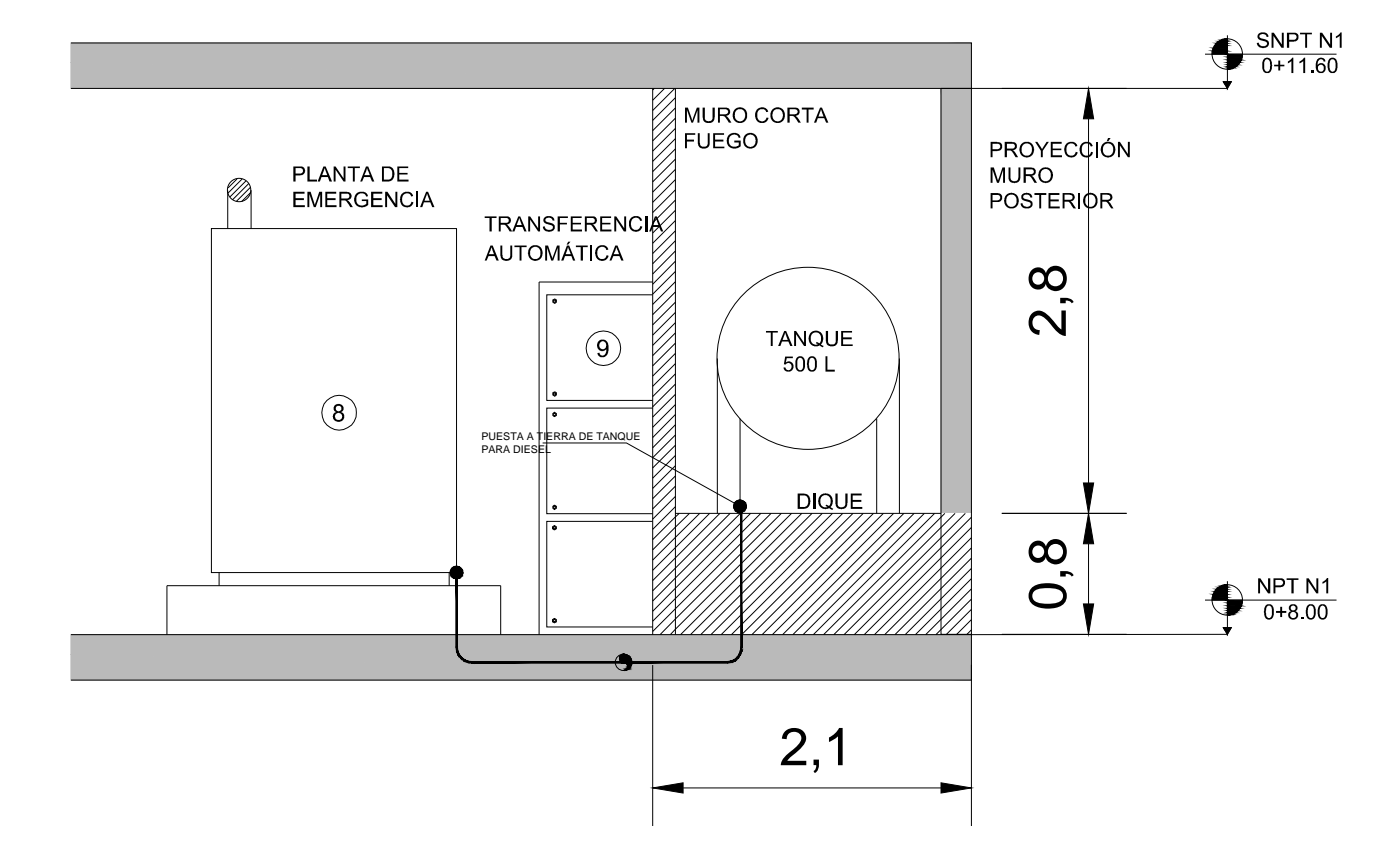 SNPT N1
0+11.60
MURO CORTA
FUEGO
PROYECCIÓN
MURO
POSTERIOR
PLANTA DE
EMERGENCIA
TRANSFERENCIA
AUTOMÁTICA
2,8
TANQUE
500 L
9
8
PUESTA A TIERRA DE TANQUE
PARA DIESEL
DIQUE
0,8
NPT N1
0+8.00
2,1